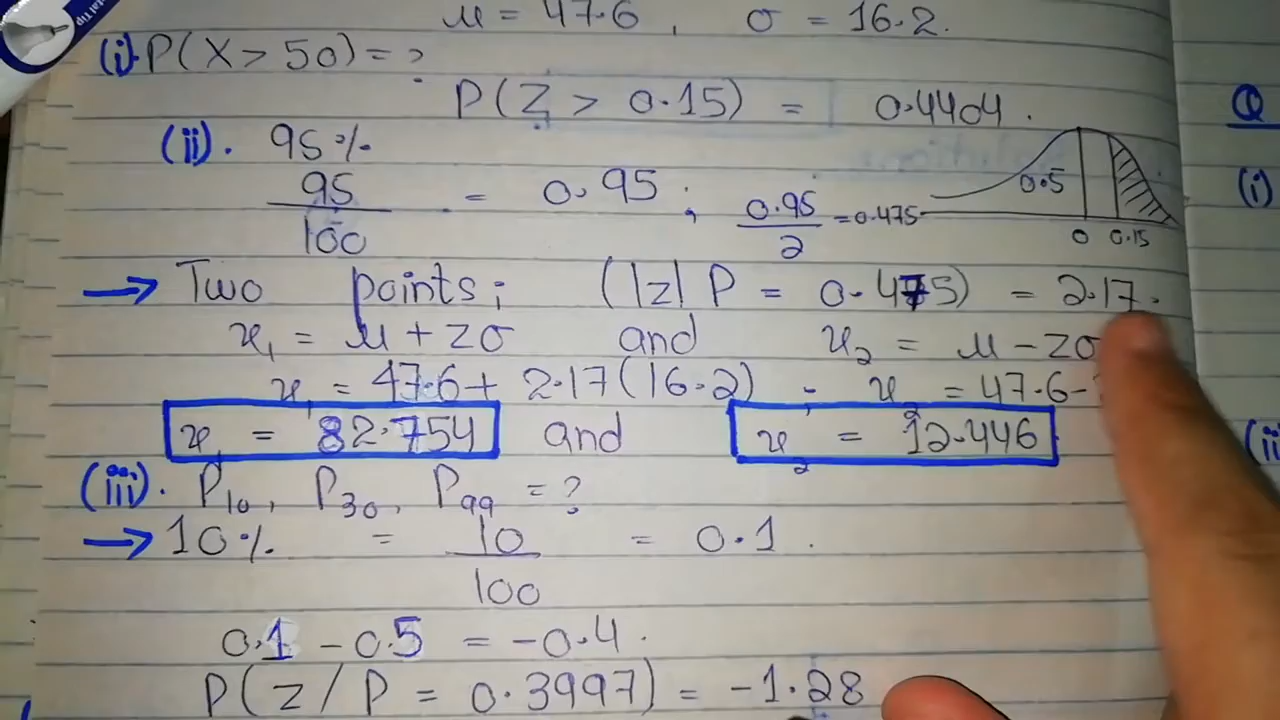 μ = 47.6 , σ = 16.2.
(i). P(X > 50) = ?
P(Z > 0.15) = 0.4404.
(ii). 95%
95/100 = 0.95 ; 0.95/2 = 0.475
0.5
0 0.15
→ Two points; (|z| P = 0.475) = 2.17.
x₁ = μ + zσ and x₂ = μ - zσ
x₁ = 47.6 + 2.17(16.2) ; x₂ = 47.6 -
x₁ = 82.754 and x₂ = 12.446
(iii). P₁₀, P₃₀, P₉₉ = ?
→ 10% = 10/100 = 0.1.
0.1 - 0.5 = -0.4.
P(z/P = 0.3997) = -1.28
Q
(i)
(ii